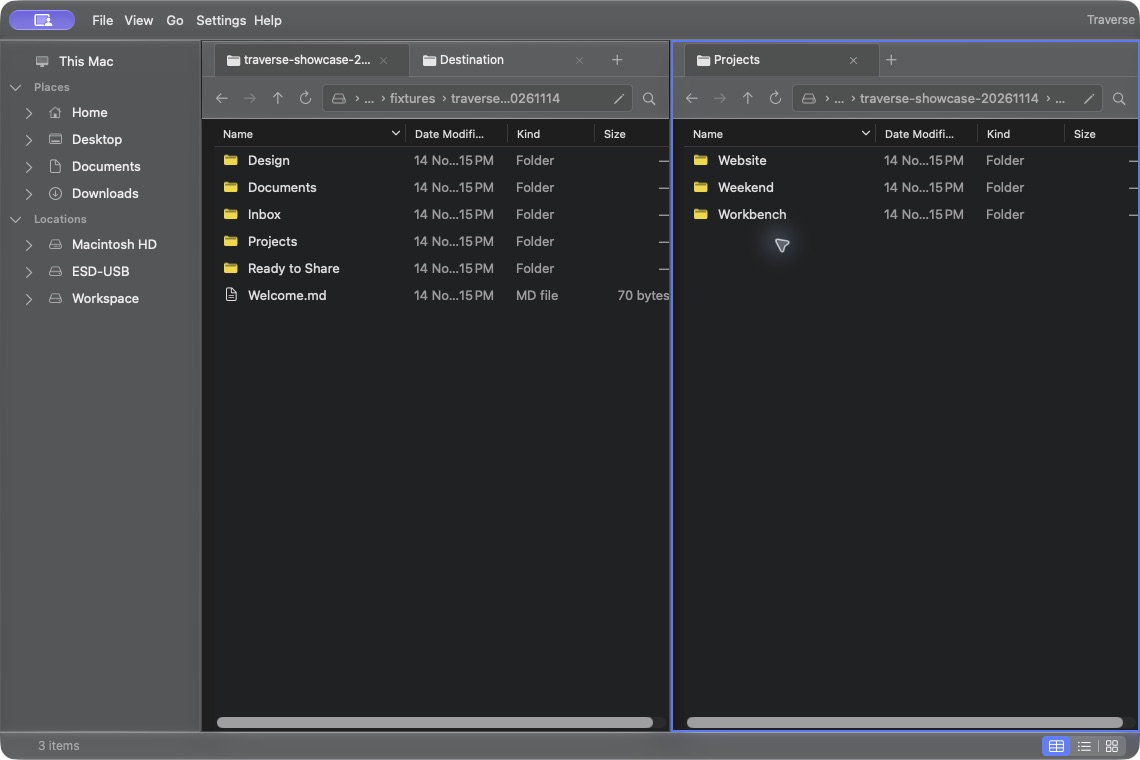 File View Go Settings Help
Traverse
This Mac
Places
Home
Desktop
Documents
Downloads
Locations
Macintosh HD
ESD-USB
Workspace
traverse-showcase-2...
Destination
... › fixtures › traverse...0261114
Name Date Modifi... Kind Size
Design 14 No...15 PM Folder —
Documents 14 No...15 PM Folder —
Inbox 14 No...15 PM Folder —
Projects 14 No...15 PM Folder —
Ready to Share 14 No...15 PM Folder —
Welcome.md 14 No...15 PM MD file 70 bytes
Projects
› ... › traverse-showcase-20261114 › ...
Name Date Modifi... Kind Size
Website 14 No...15 PM Folder —
Weekend 14 No...15 PM Folder —
Workbench 14 No...15 PM Folder —
3 items